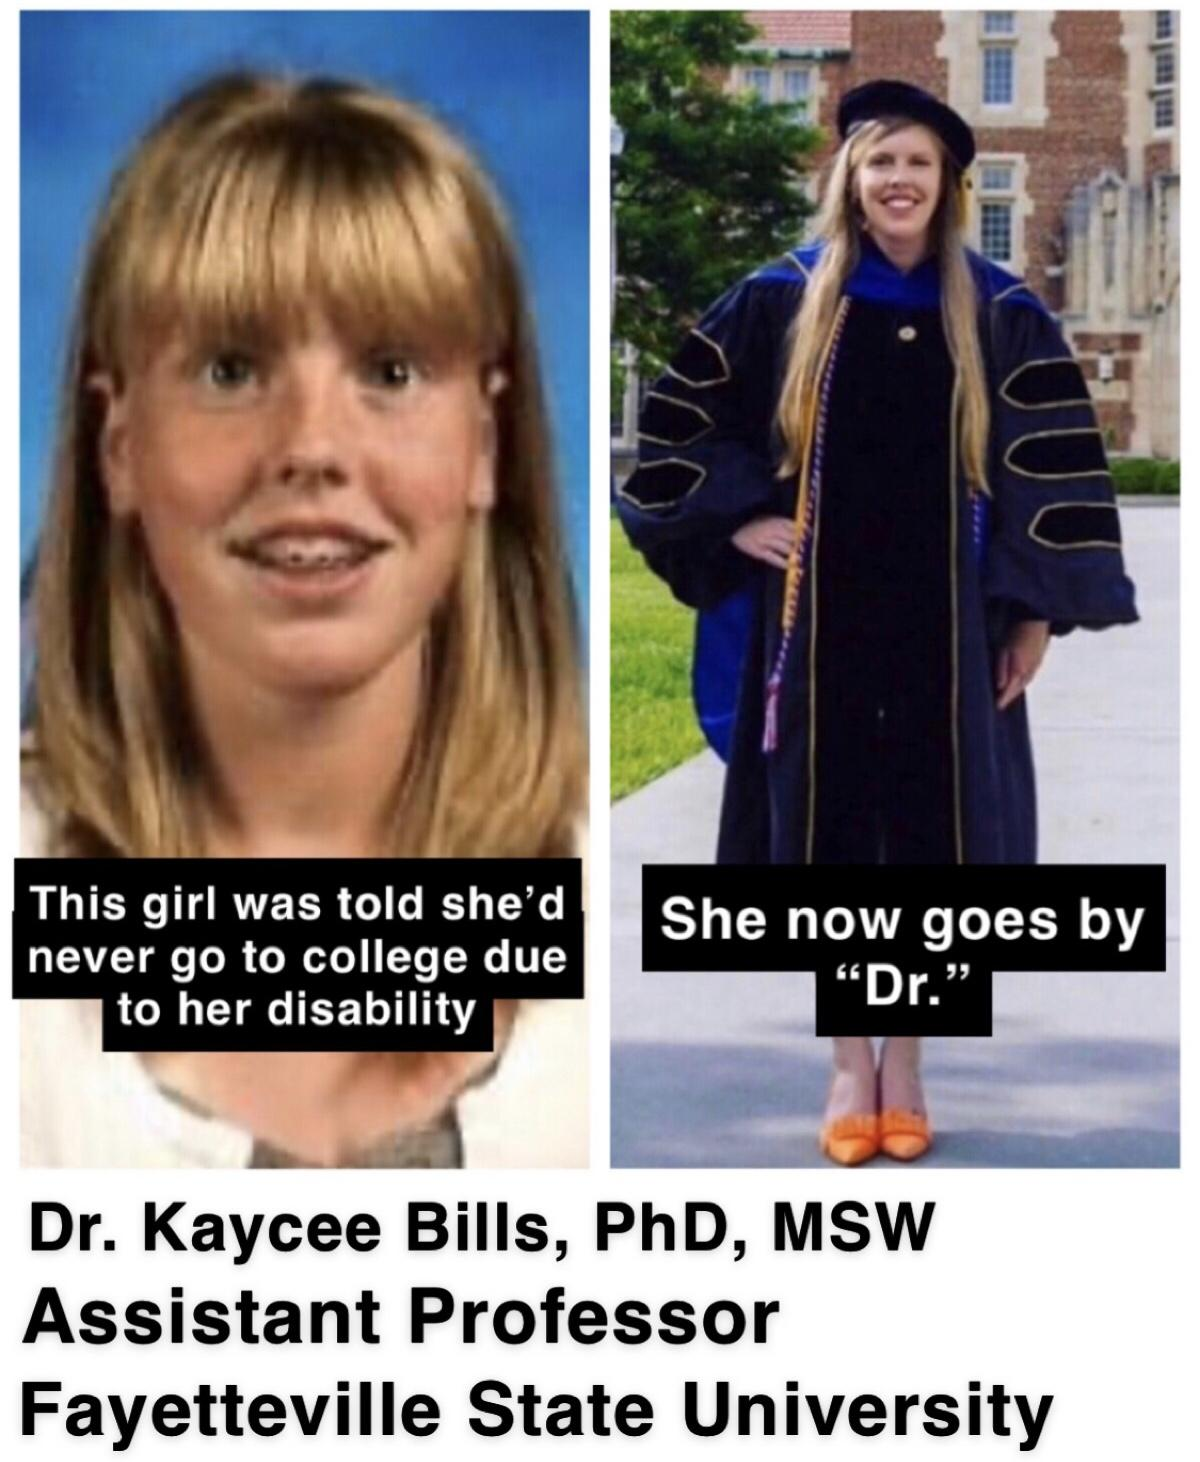 This girl was told she’d
never go to college due
to her disability
She now goes by
“Dr.”
Dr. Kaycee Bills, PhD, MSW
Assistant Professor
Fayetteville State University